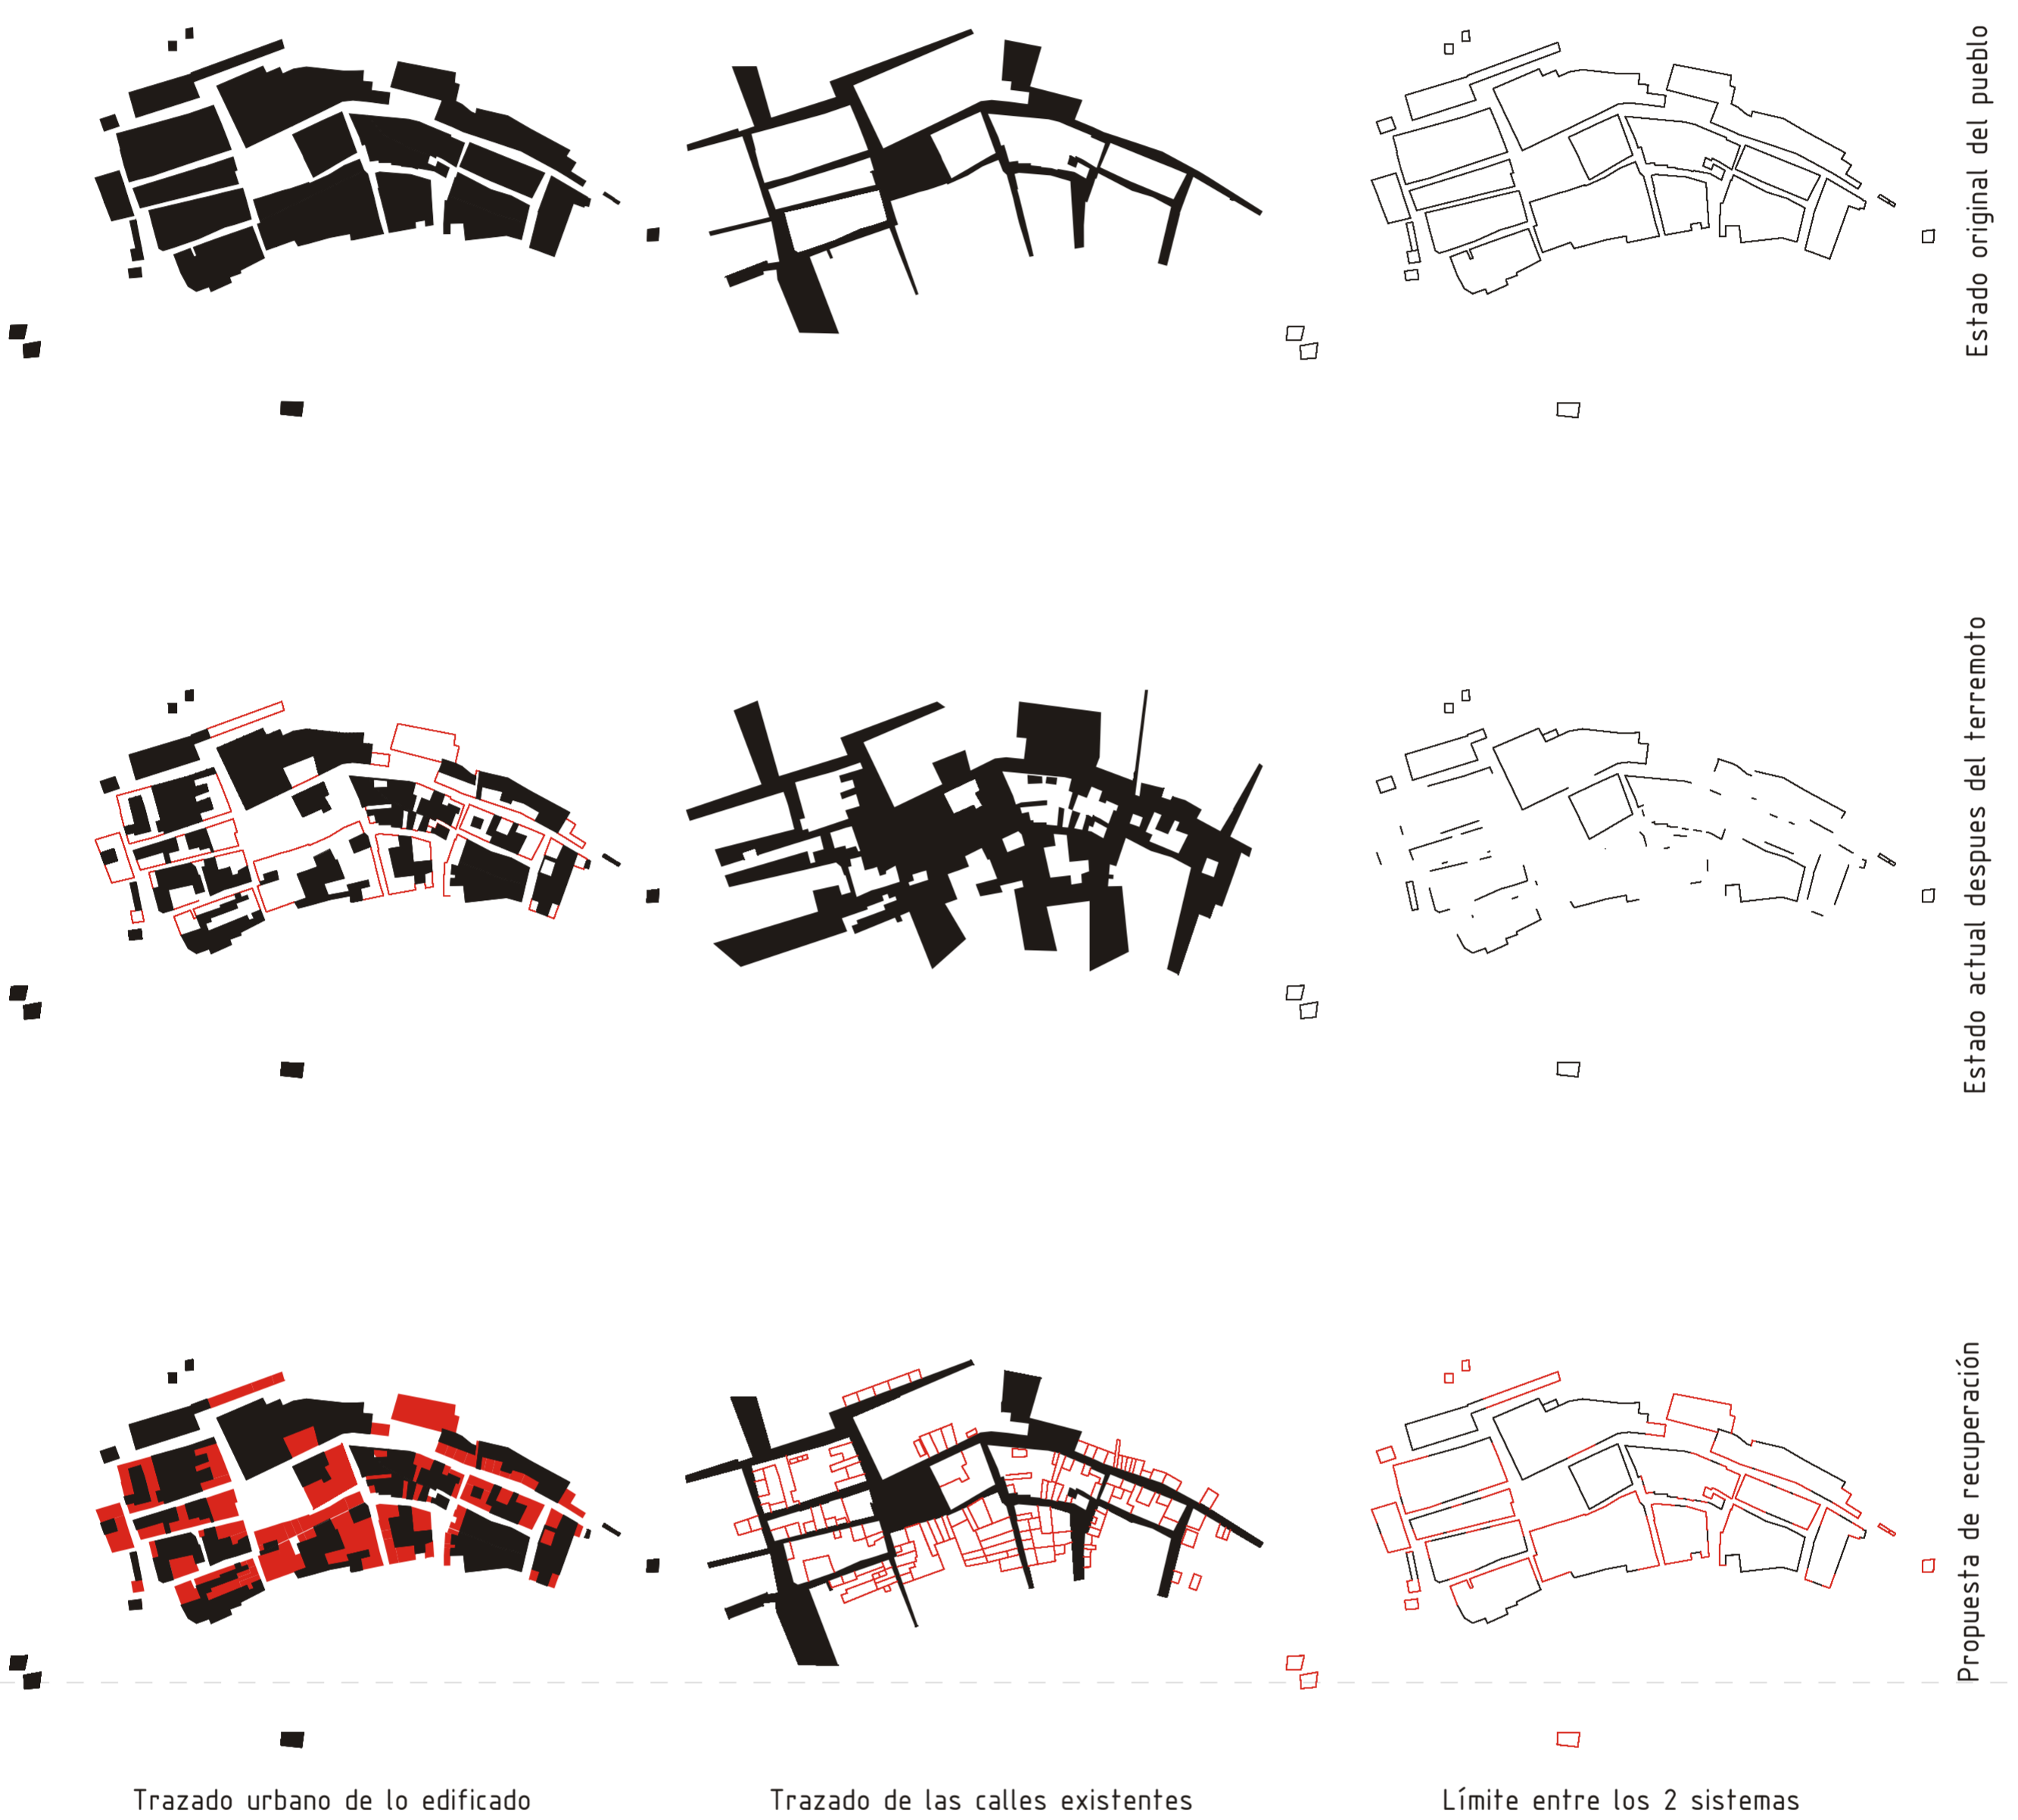 Estado original del pueblo
Estado actual despues del terremoto
Propuesta de recuperación
Trazado urbano de lo edificado
Trazado de las calles existentes
Límite entre los 2 sistemas